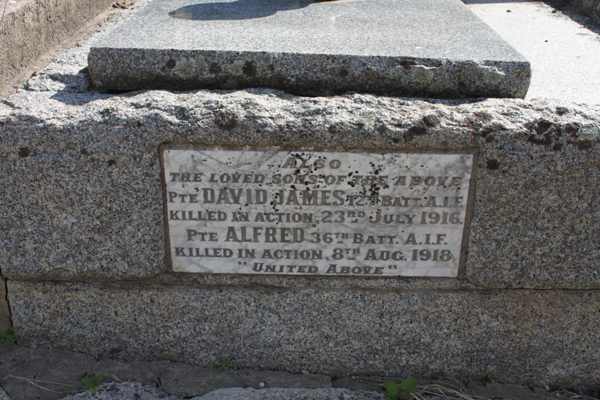 ALSO
THE LOVED SONS OF THE ABOVE
PTE DAVID JAMES BATT. A.I.F.
KILLED IN ACTION, 23RD JULY 1916.
PTE ALFRED 36TH BATT. A.I.F.
KILLED IN ACTION, 8TH AUG. 1918.
"UNITED ABOVE"